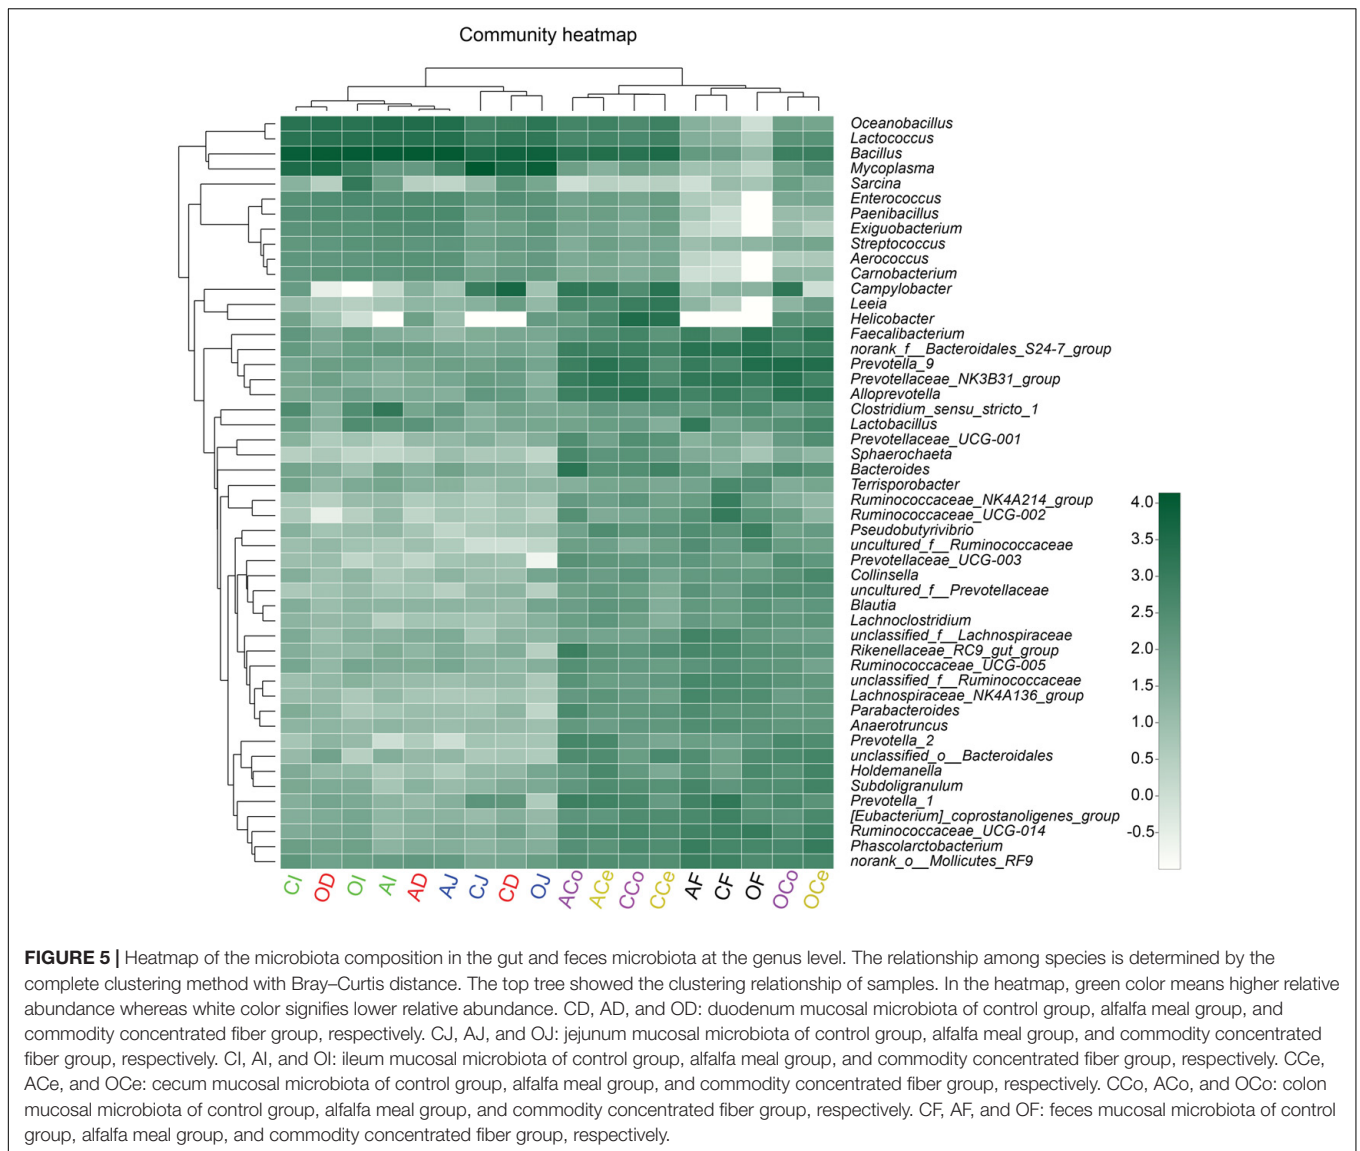 Community heatmap
Oceanobacillus
Lactococcus
Bacillus
Mycoplasma
Sarcina
Enterococcus
Paenibacillus
Exiguobacterium
Streptococcus
Aerococcus
Carnobacterium
Campylobacter
Leeia
Helicobacter
Faecalibacterium
norank_f__Bacteroidales_S24-7_group
Prevotella_9
Prevotellaceae_NK3B31_group
Alloprevotella
Clostridium_sensu_stricto_1
Lactobacillus
Prevotellaceae_UCG-001
Sphaerochaeta
Bacteroides
Terrisporobacter
Ruminococcaceae_NK4A214_group
Ruminococcaceae_UCG-002
Pseudobutyrivibrio
uncultured_f__Ruminococcaceae
Prevotellaceae_UCG-003
Collinsella
uncultured_f__Prevotellaceae
Blautia
Lachnoclostridium
unclassified_f__Lachnospiraceae
Rikenellaceae_RC9_gut_group
Ruminococcaceae_UCG-005
unclassified_f__Ruminococcaceae
Lachnospiraceae_NK4A136_group
Parabacteroides
Anaerotruncus
Prevotella_2
unclassified_o__Bacteroidales
Holdemanella
Subdoligranulum
Prevotella_1
[Eubacterium]_coprostanoligenes_group
Ruminococcaceae_UCG-014
Phascolarctobacterium
norank_o__Mollicutes_RF9
4.0
3.5
3.0
2.5
2.0
1.5
1.0
0.5
0.0
-0.5
CI OD OI AI AD AJ CJ CD OJ ACo ACe CCo CCe AF CF OF OCo OCe
FIGURE 5 | Heatmap of the microbiota composition in the gut and feces microbiota at the genus level. The relationship among species is determined by the
complete clustering method with Bray–Curtis distance. The top tree showed the clustering relationship of samples. In the heatmap, green color means higher relative
abundance whereas white color signifies lower relative abundance. CD, AD, and OD: duodenum mucosal microbiota of control group, alfalfa meal group, and
commodity concentrated fiber group, respectively. CJ, AJ, and OJ: jejunum mucosal microbiota of control group, alfalfa meal group, and commodity concentrated
fiber group, respectively. CI, AI, and OI: ileum mucosal microbiota of control group, alfalfa meal group, and commodity concentrated fiber group, respectively. CCe,
ACe, and OCe: cecum mucosal microbiota of control group, alfalfa meal group, and commodity concentrated fiber group, respectively. CCo, ACo, and OCo: colon
mucosal microbiota of control group, alfalfa meal group, and commodity concentrated fiber group, respectively. CF, AF, and OF: feces mucosal microbiota of control
group, alfalfa meal group, and commodity concentrated fiber group, respectively.